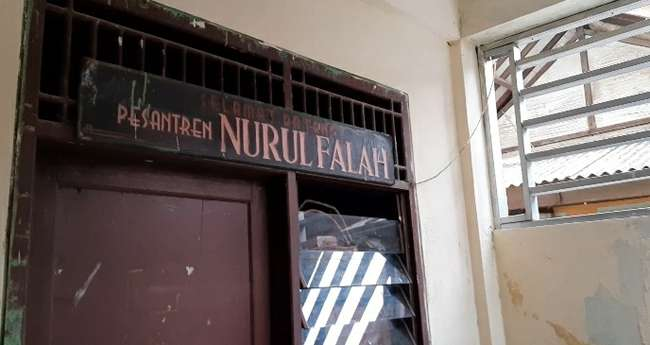 SELAMAT DATANG
PESANTREN NURUL FALAH